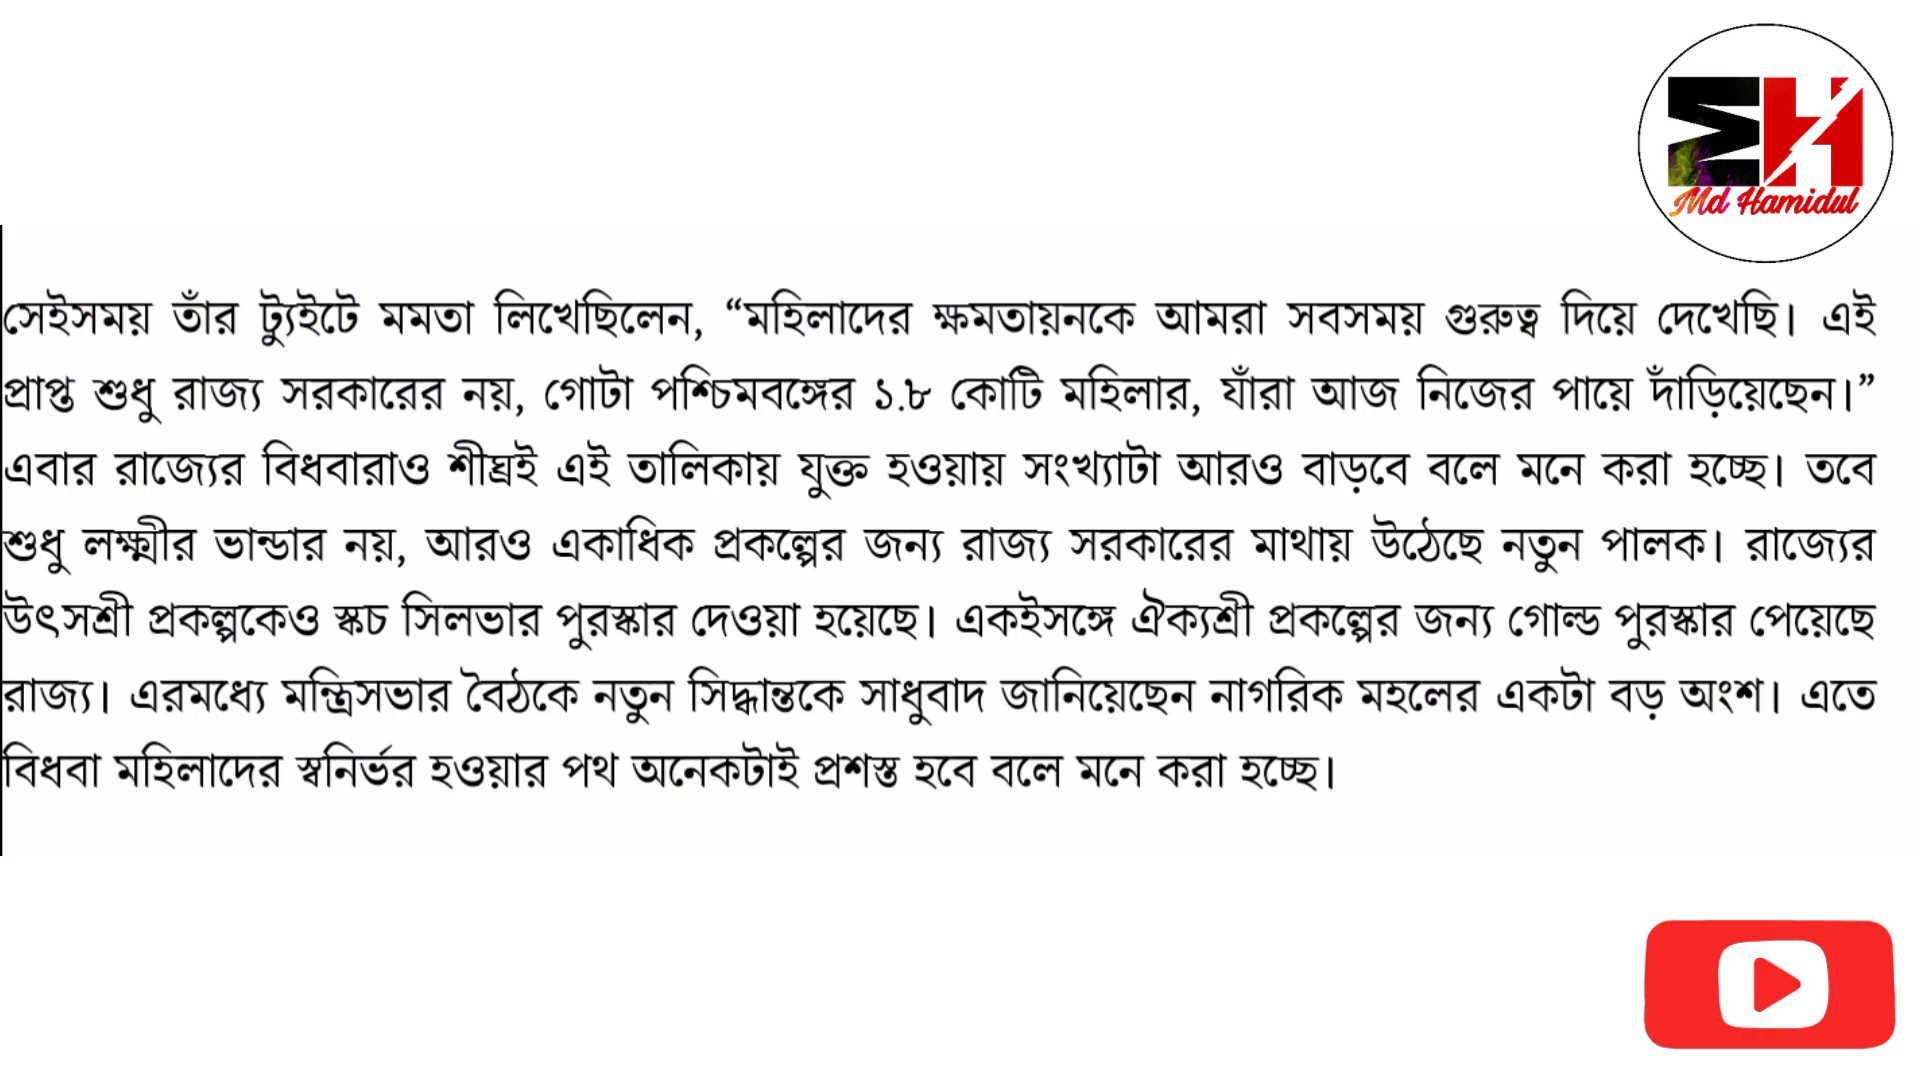 MH
Md Hamidul
সেইসময় তাঁর ট্যুইটে মমতা লিখেছিলেন, “মহিলাদের ক্ষমতায়নকে আমরা সবসময় গুরুত্ব দিয়ে দেখেছি। এই
প্রাপ্ত শুধু রাজ্য সরকারের নয়, গোটা পশ্চিমবঙ্গের ১.৮ কোটি মহিলার, যাঁরা আজ নিজের পায়ে দাঁড়িয়েছেন।”
এবার রাজ্যের বিধবারাও শীঘ্রই এই তালিকায় যুক্ত হওয়ায় সংখ্যাটা আরও বাড়বে বলে মনে করা হচ্ছে। তবে
শুধু লক্ষ্মীর ভান্ডার নয়, আরও একাধিক প্রকল্পের জন্য রাজ্য সরকারের মাথায় উঠেছে নতুন পালক। রাজ্যের
উৎসশ্রী প্রকল্পকেও স্কচ সিলভার পুরস্কার দেওয়া হয়েছে। একইসঙ্গে ঐক্যশ্রী প্রকল্পের জন্য গোল্ড পুরস্কার পেয়েছে
রাজ্য। এরমধ্যে মন্ত্রিসভার বৈঠকে নতুন সিদ্ধান্তকে সাধুবাদ জানিয়েছেন নাগরিক মহলের একটা বড় অংশ। এতে
বিধবা মহিলাদের স্বনির্ভর হওয়ার পথ অনেকটাই প্রশস্ত হবে বলে মনে করা হচ্ছে।